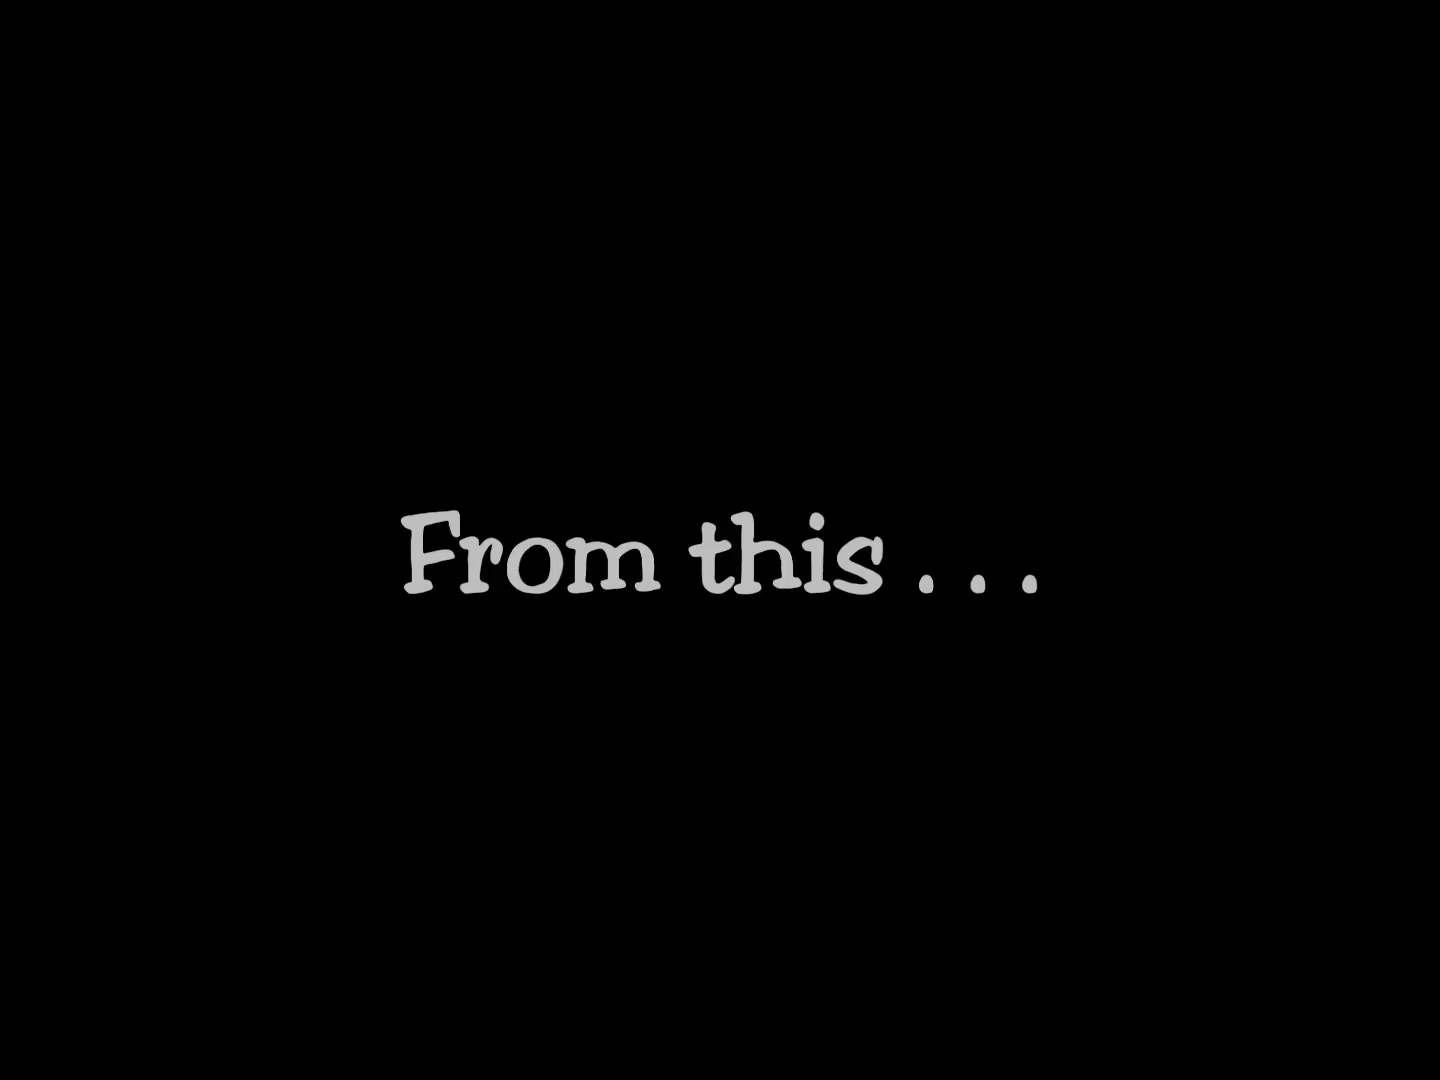 From this . . .